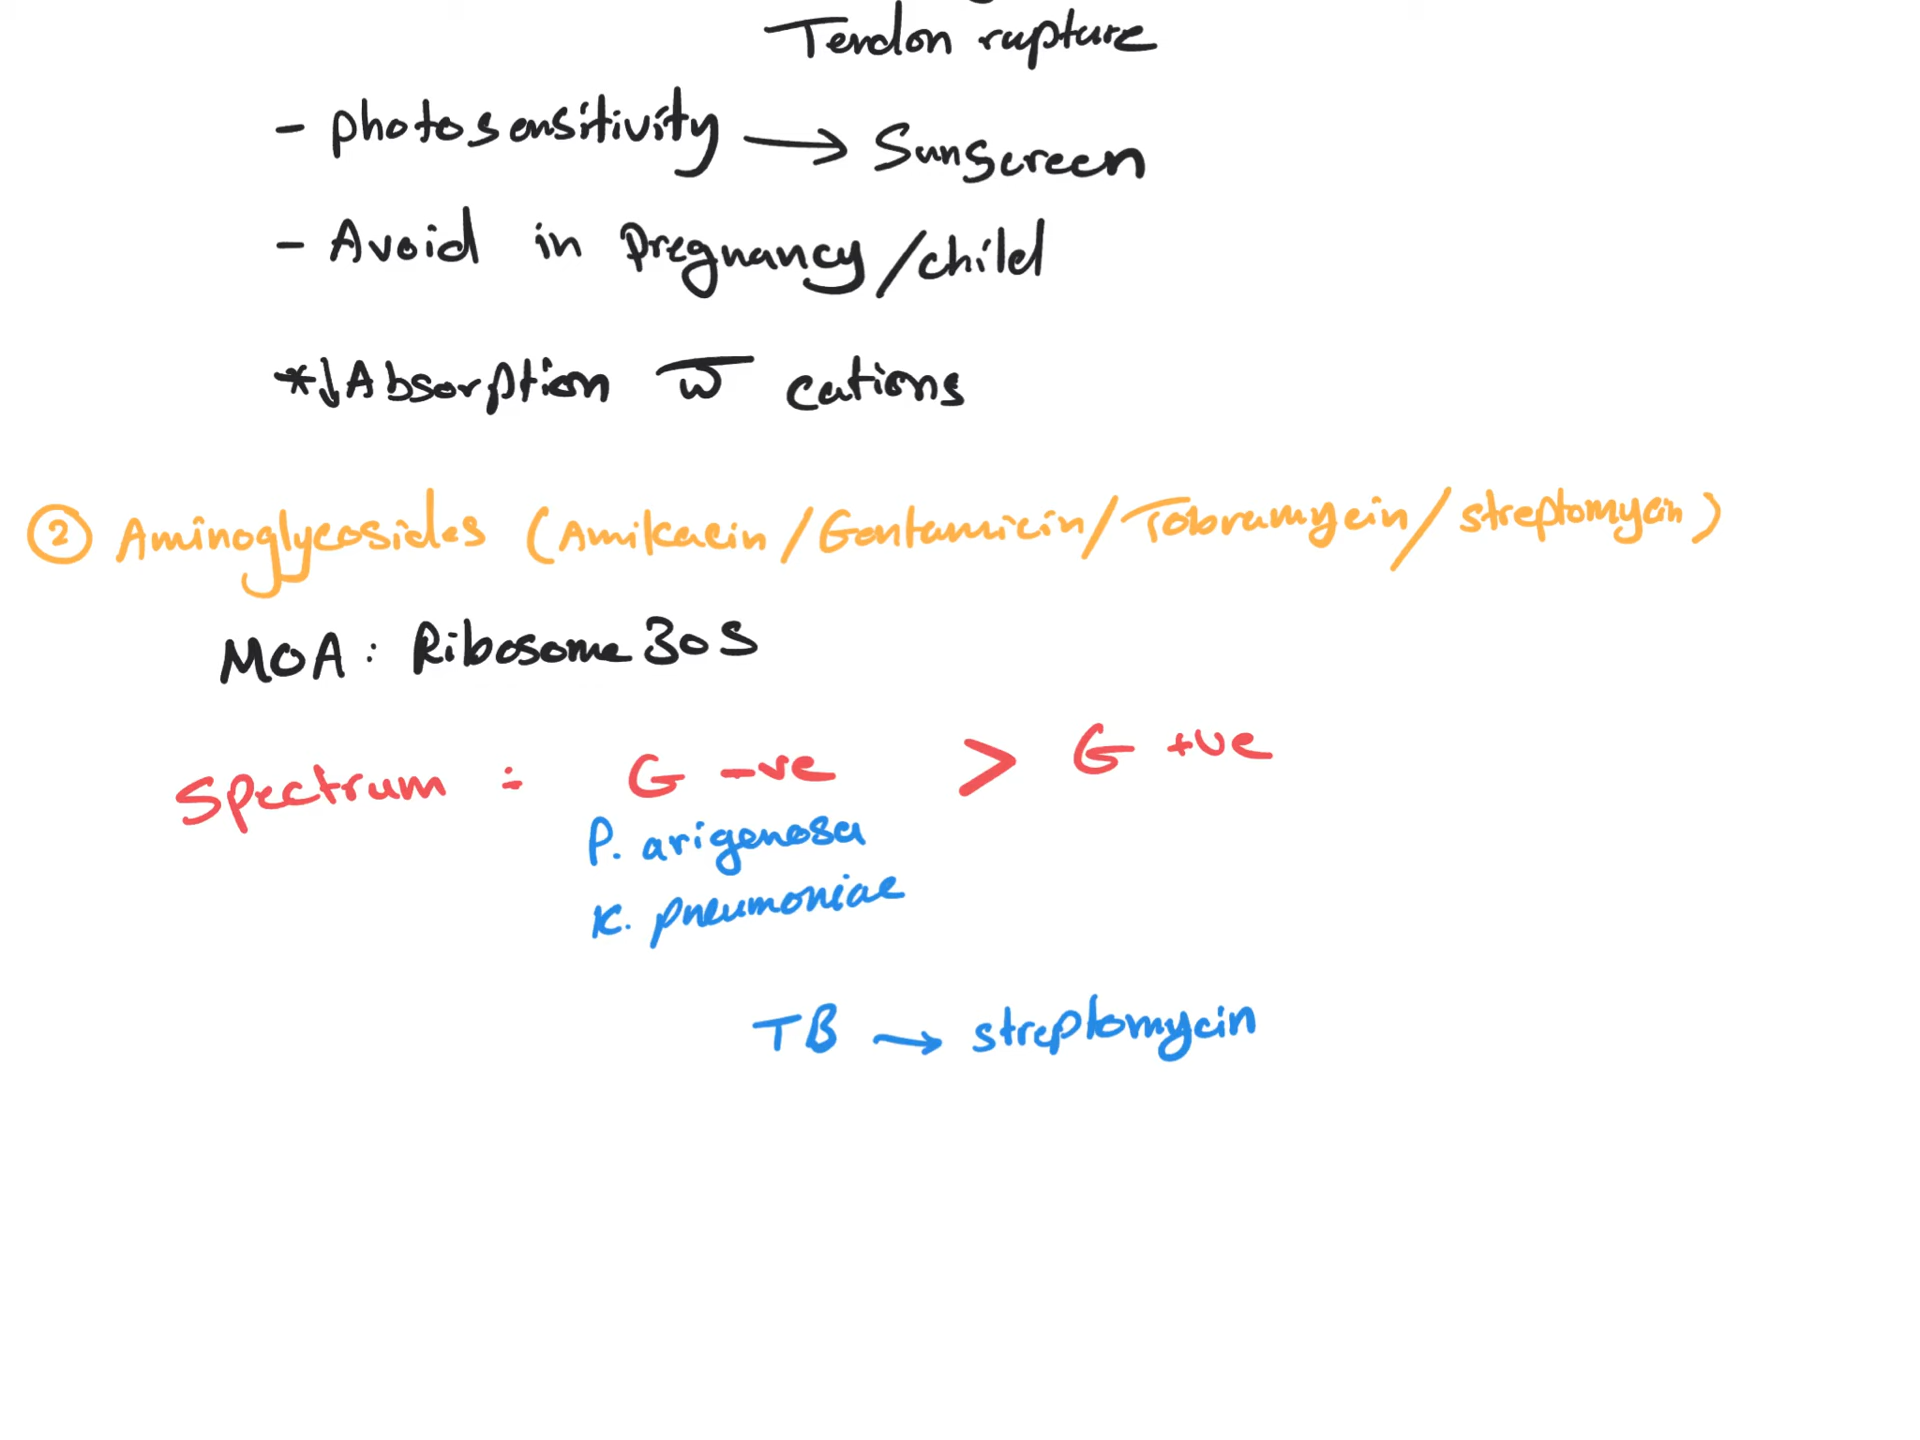 Tendon rupture
- photosensitivity → Sunscreen
- Avoid in pregnancy/child
*↓Absorption w̅ cations
② Aminoglycosides (Amikacin/Gentamicin/Tobramycin/streptomycin)
MOA: Ribosome 30S
Spectrum: G -ve > G +ve
P. arigenosa
K. pneumoniae
TB → streptomycin